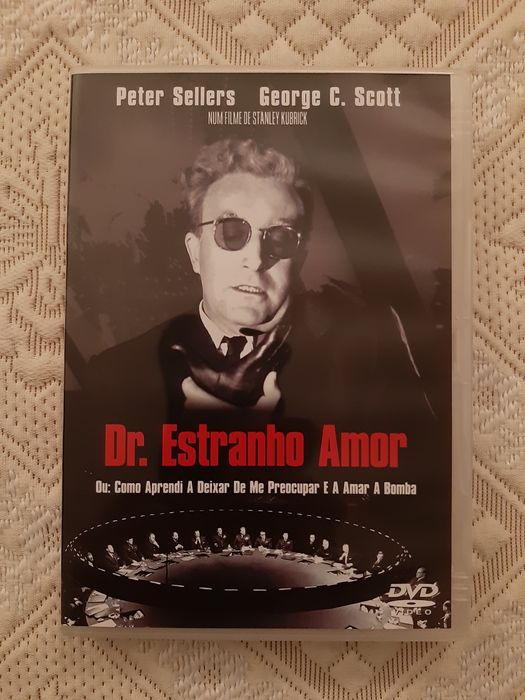 Peter Sellers George C. Scott
NUM FILME DE STANLEY KUBRICK
Dr. Estranho Amor
Ou: Como Aprendi A Deixar De Me Preocupar E A Amar A Bomba
DVD
VIDEO